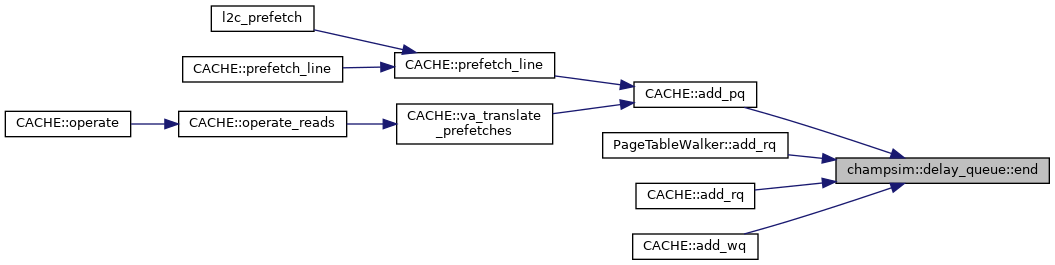 l2c_prefetch
CACHE::prefetch_line
CACHE::prefetch_line
CACHE::add_pq
CACHE::operate
CACHE::operate_reads
CACHE::va_translate
_prefetches
PageTableWalker::add_rq
champsim::delay_queue::end
CACHE::add_rq
CACHE::add_wq